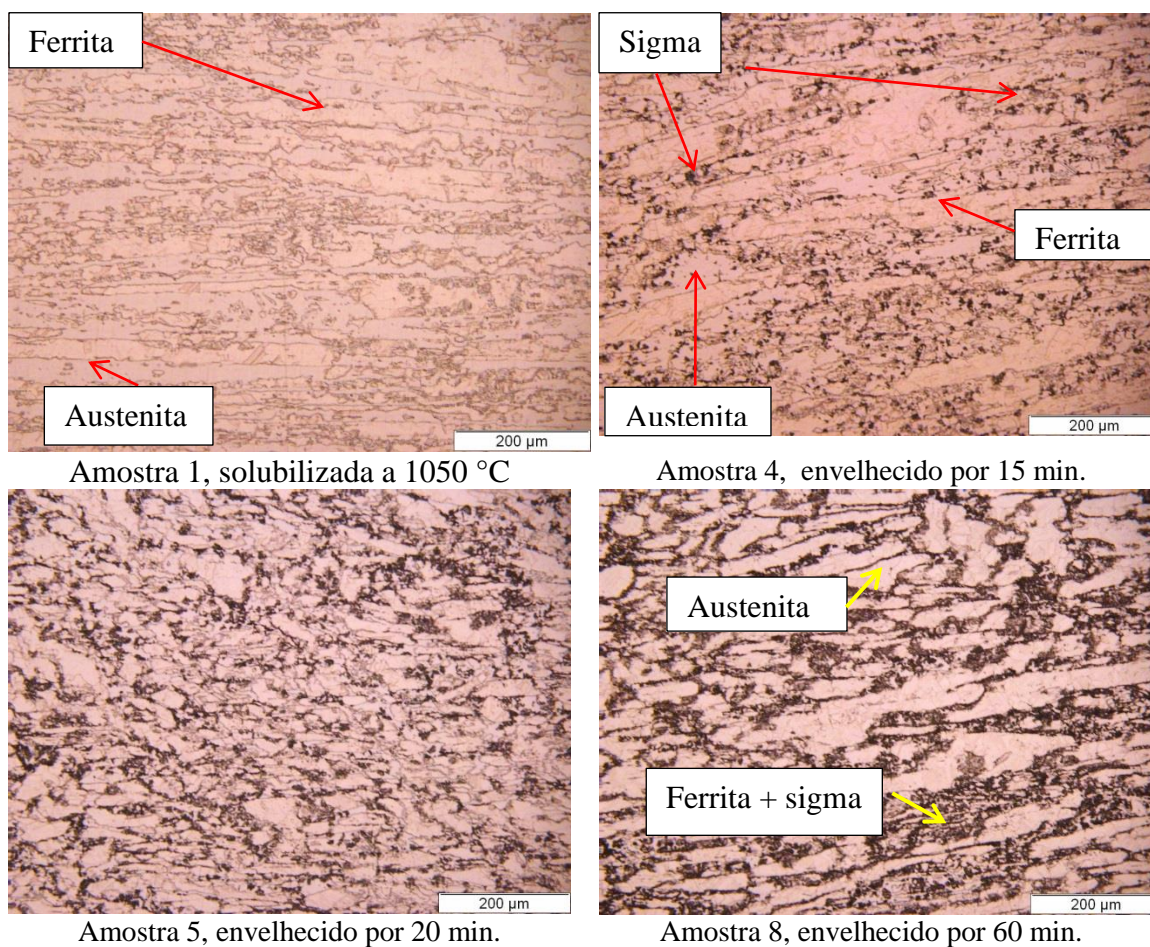 Ferrita
Sigma
Ferrita
Austenita
Austenita
200 µm
200 µm
Amostra 1, solubilizada a 1050 °C
Amostra 4, envelhecido por 15 min.
Austenita
Ferrita + sigma
200 µm
200 µm
Amostra 5, envelhecido por 20 min.
Amostra 8, envelhecido por 60 min.